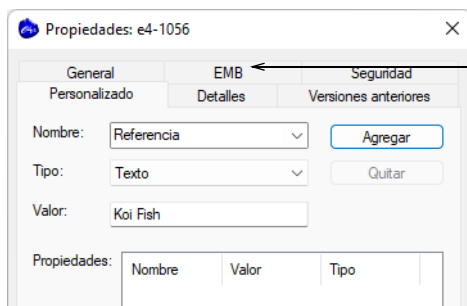 Propiedades: e4-1056
General EMB Seguridad
Personalizado Detalles Versiones anteriores
Nombre: Referencia Agregar
Tipo: Texto Quitar
Valor: Koi Fish
Propiedades: Nombre Valor Tipo